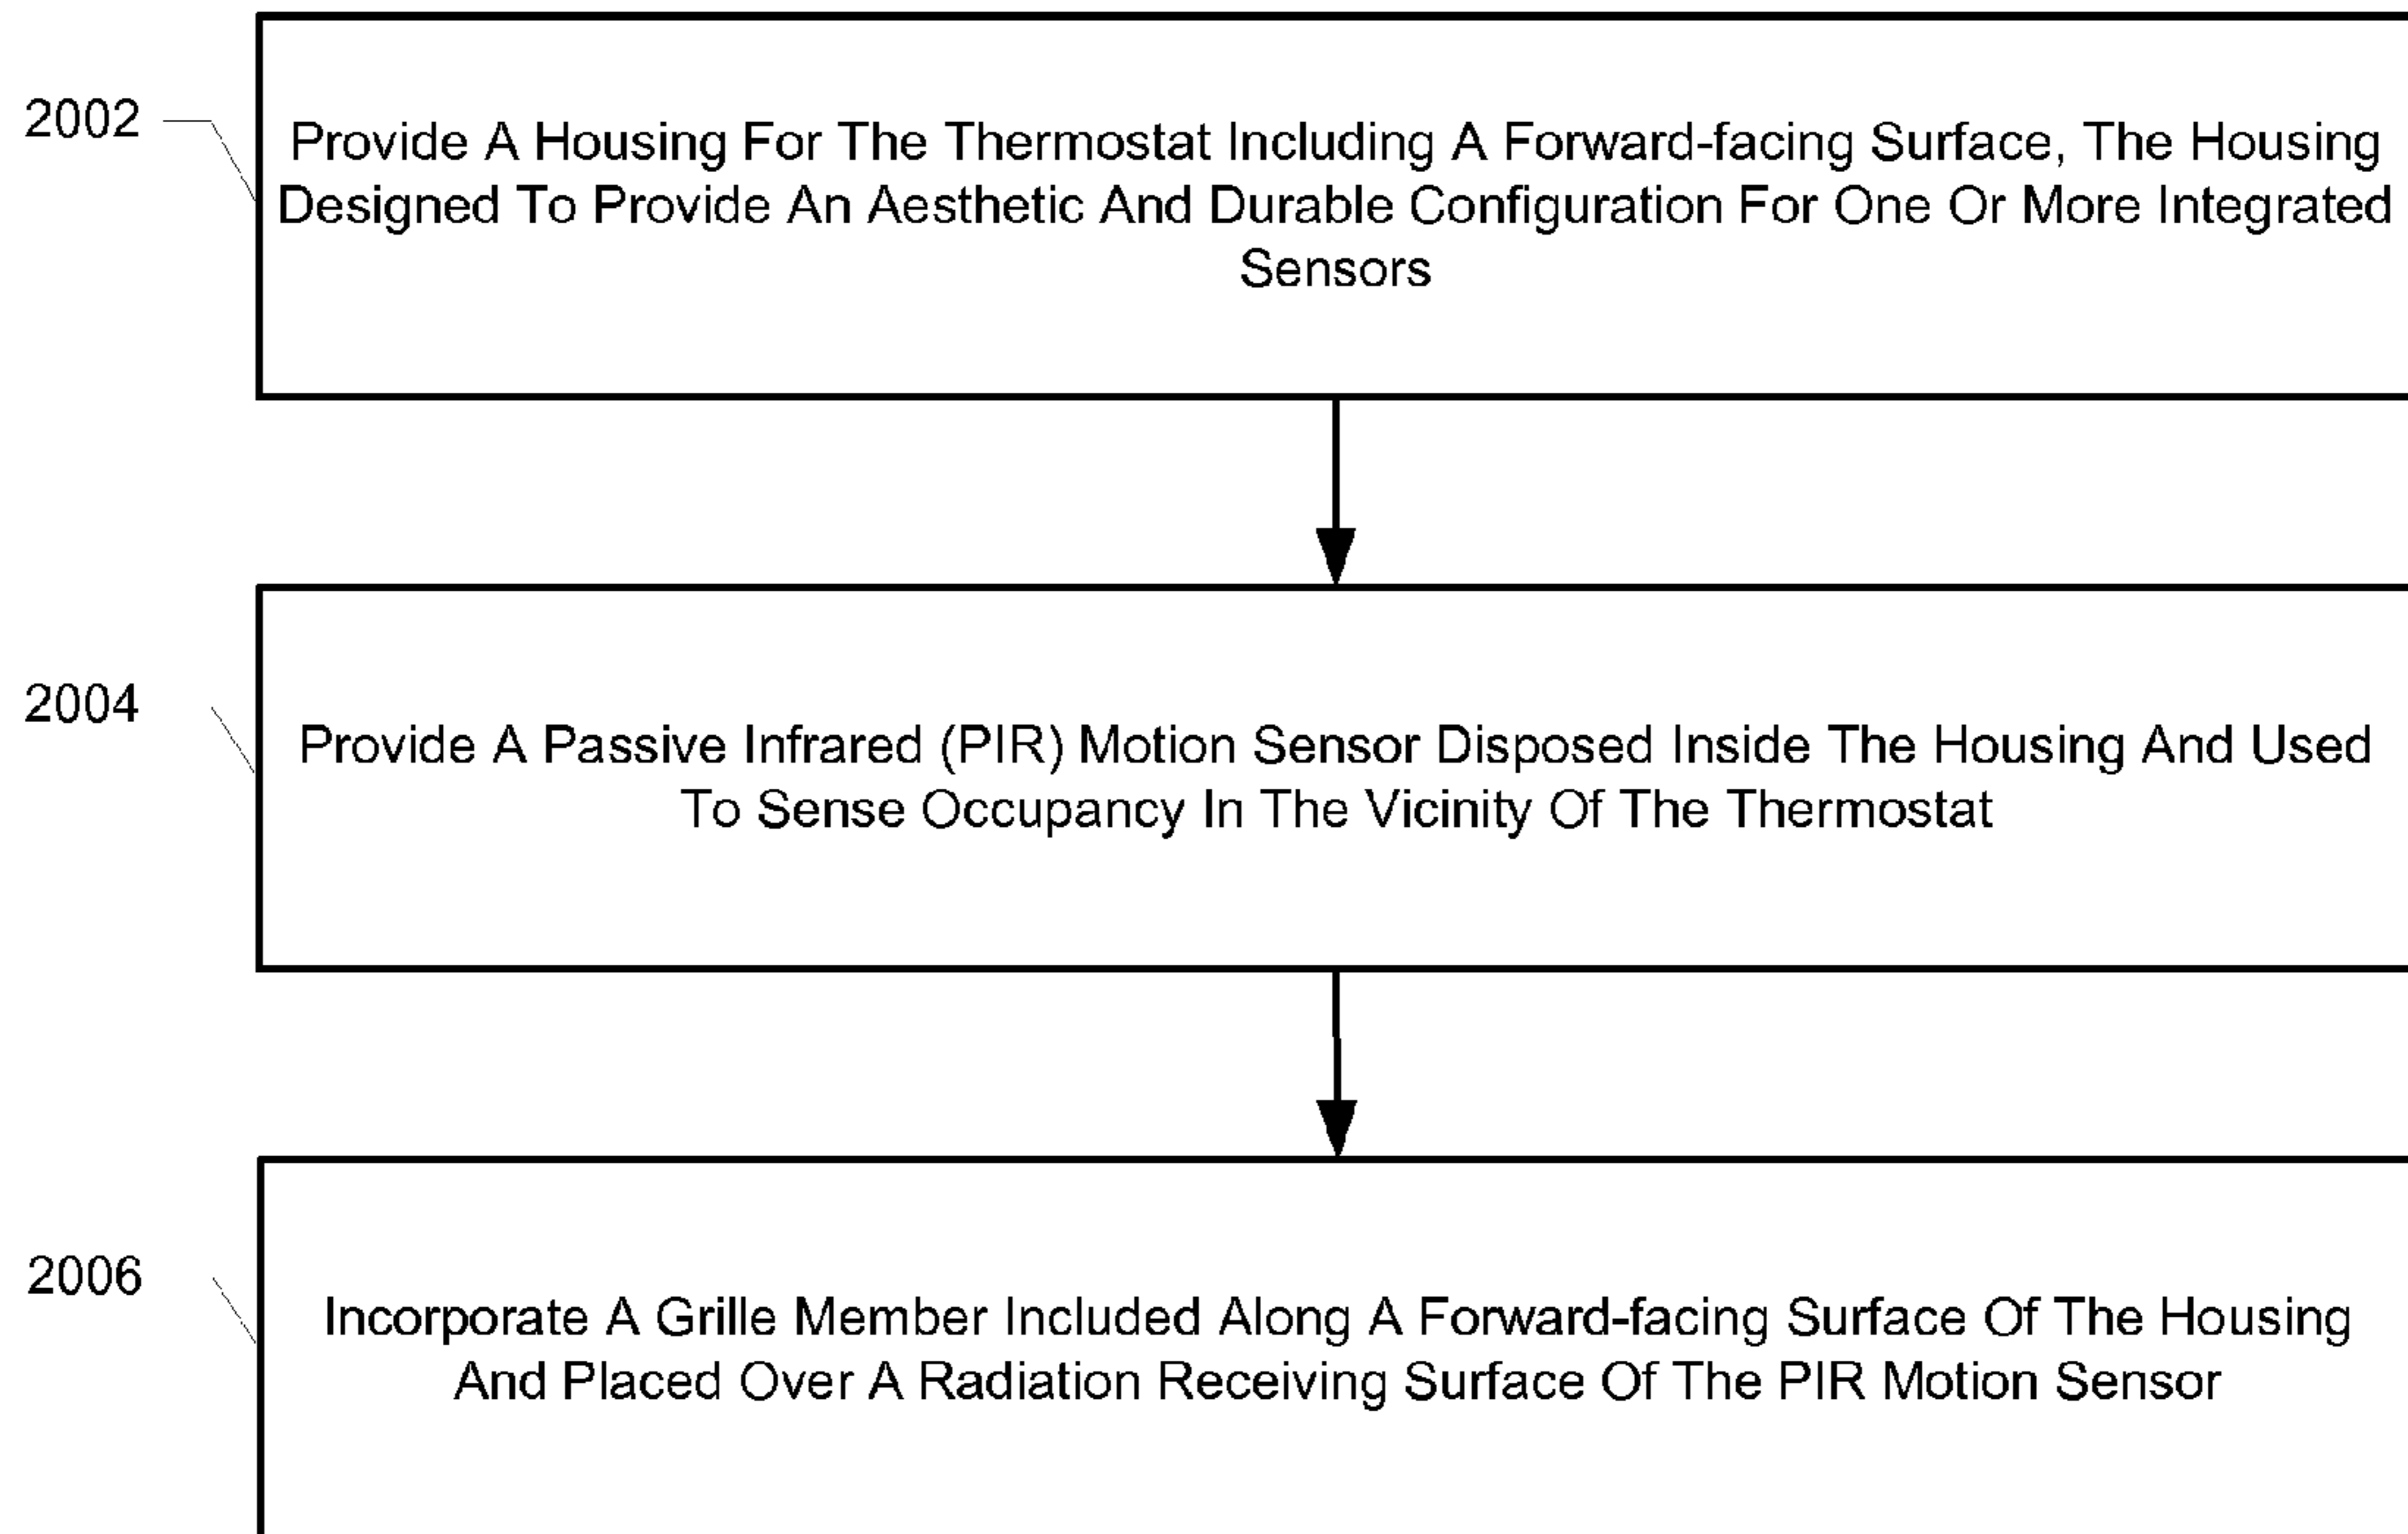 2002
Provide A Housing For The Thermostat Including A Forward-facing Surface, The Housing
Designed To Provide An Aesthetic And Durable Configuration For One Or More Integrated
Sensors
2004
Provide A Passive Infrared (PIR) Motion Sensor Disposed Inside The Housing And Used
To Sense Occupancy In The Vicinity Of The Thermostat
2006
Incorporate A Grille Member Included Along A Forward-facing Surface Of The Housing
And Placed Over A Radiation Receiving Surface Of The PIR Motion Sensor